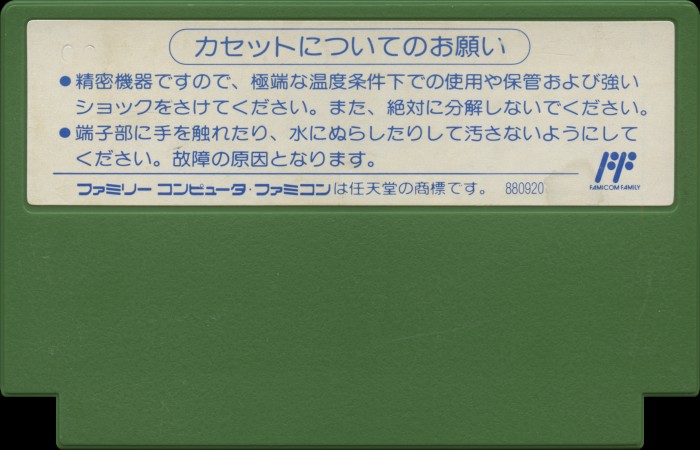 カセットについてのお願い
●精密機器ですので、極端な温度条件下での使用や保管および強い
ショックをさけてください。また、絶対に分解しないでください。
●端子部に手を触れたり、水にぬらしたりして汚さないようにして
ください。故障の原因となります。
FAMICOM FAMILY
ファミリー コンピュータ・ファミコンは任天堂の商標です。 880920